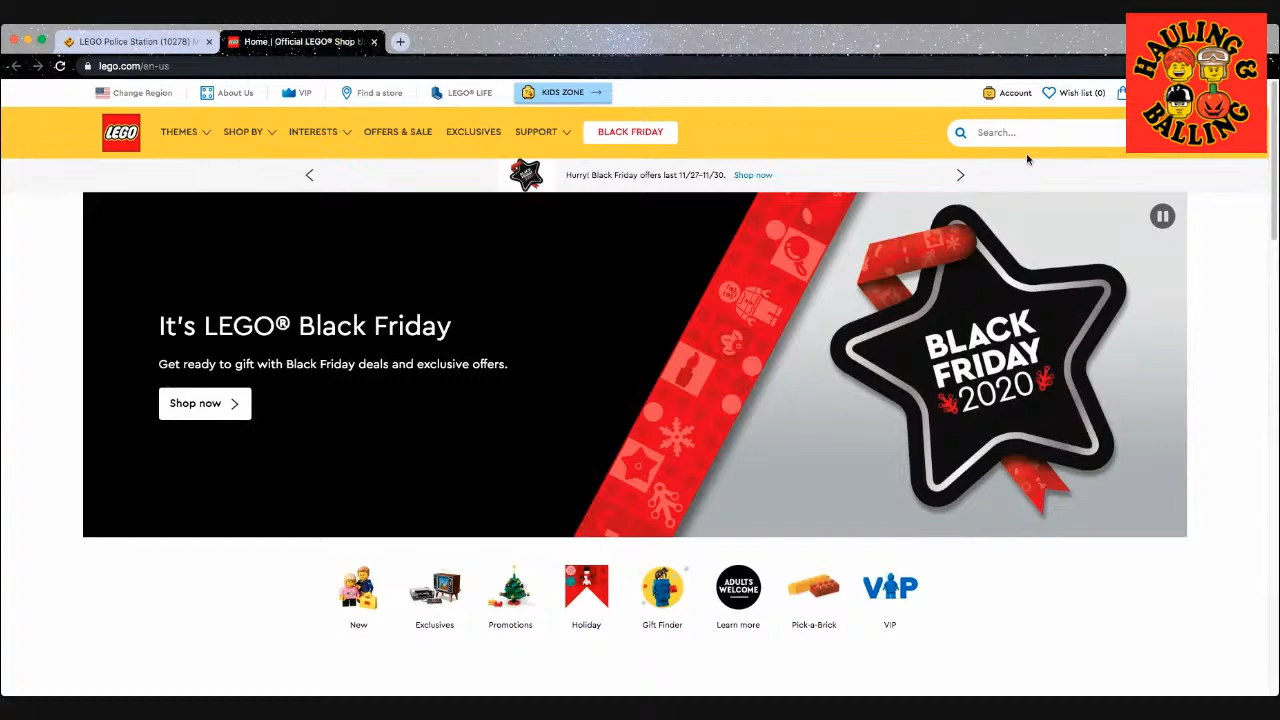 LEGO Police Station (10278) M
Home | Official LEGO® Shop U
lego.com/en-us
Change Region
About Us
VIP
Find a store
LEGO® LIFE
KIDS ZONE
Account
Wish list (0)
HAULING &
BALLING
LEGO
THEMES
SHOP BY
INTERESTS
OFFERS & SALE
EXCLUSIVES
SUPPORT
BLACK FRIDAY
Search...
Hurry! Black Friday offers last 11/27-11/30. Shop now
It's LEGO® Black Friday
Get ready to gift with Black Friday deals and exclusive offers.
Shop now
BLACK
FRIDAY
2020
ADULTS
WELCOME
VIP
New
Exclusives
Promotions
Holiday
Gift Finder
Learn more
Pick-a-Brick
VIP